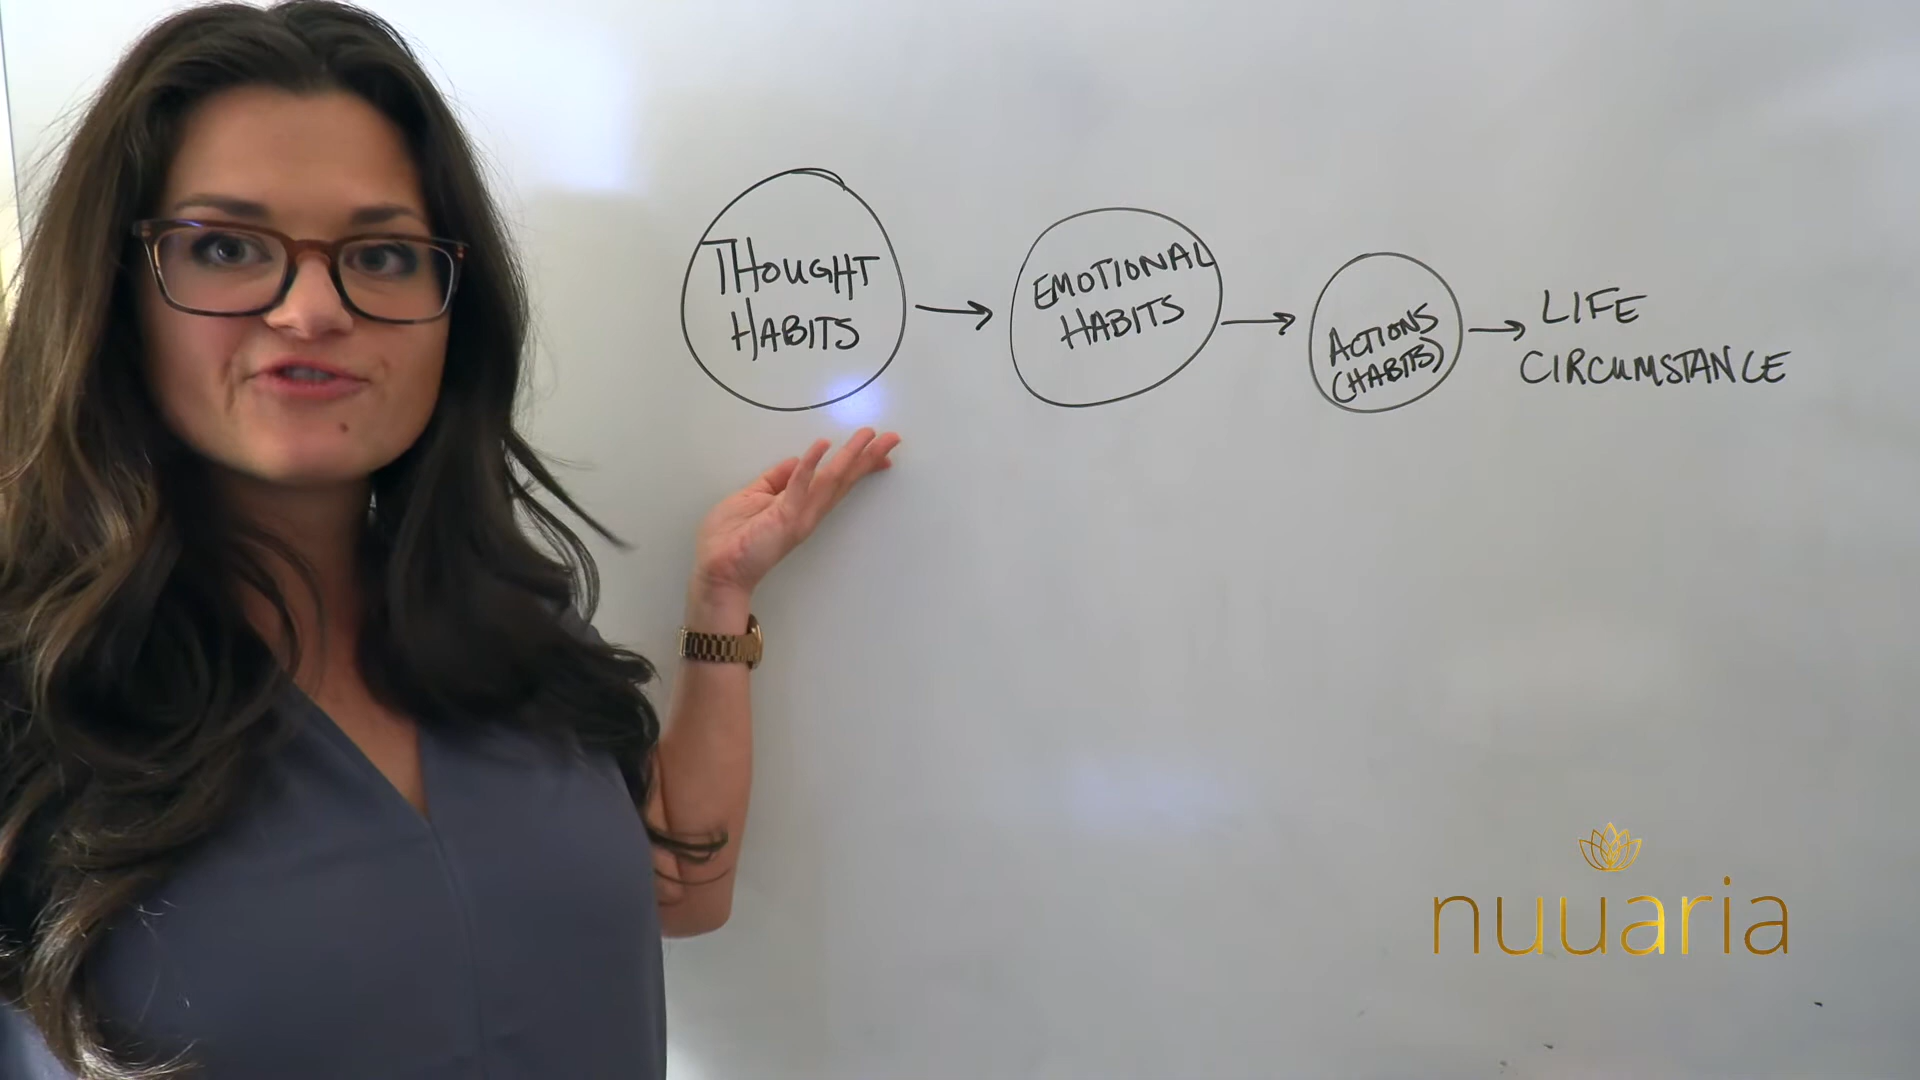 THOUGHT
HABITS
EMOTIONAL
HABITS
ACTIONS
(HABITS)
LIFE
CIRCUMSTANCE
nuuaria